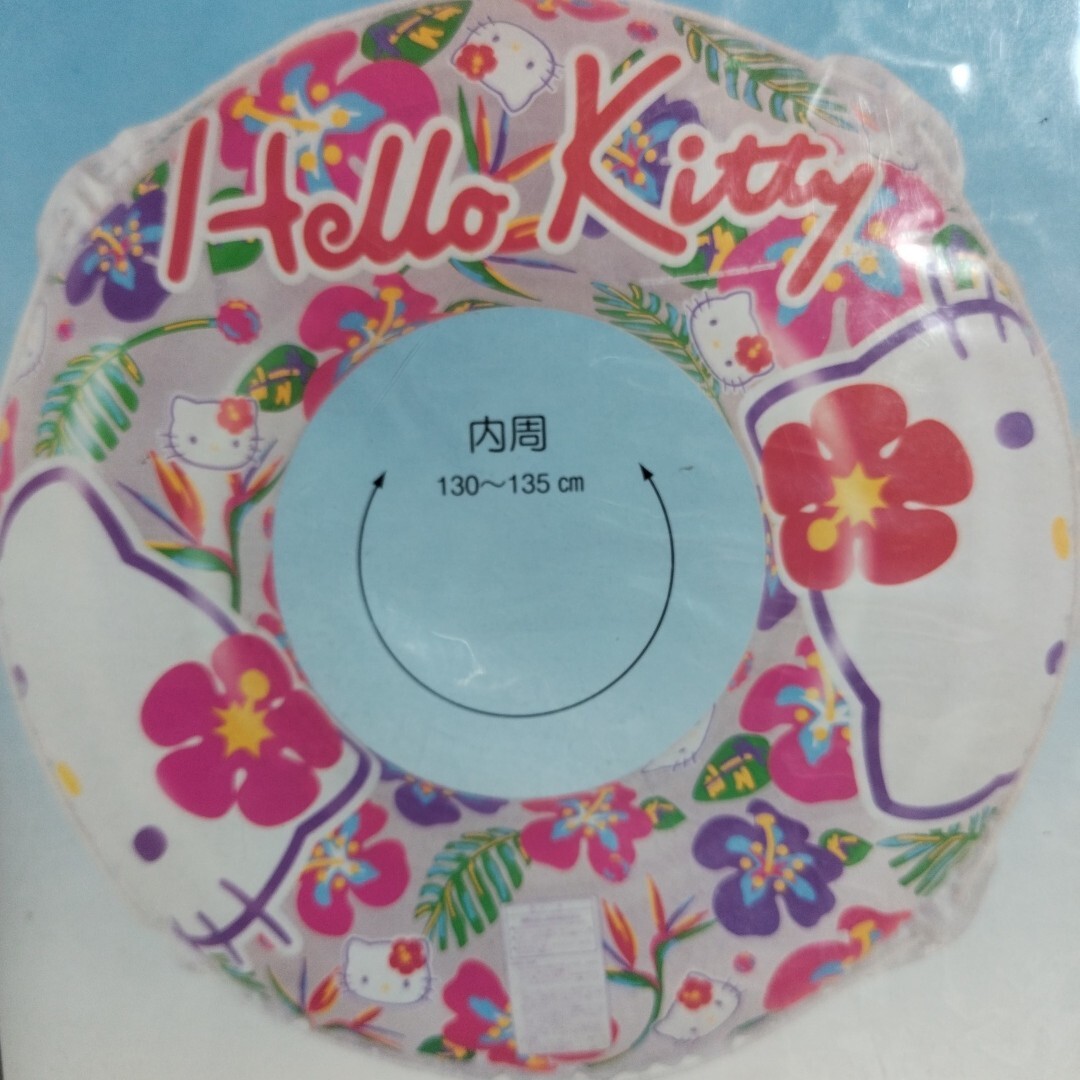 Hello Kitty
内周
130～135 cm